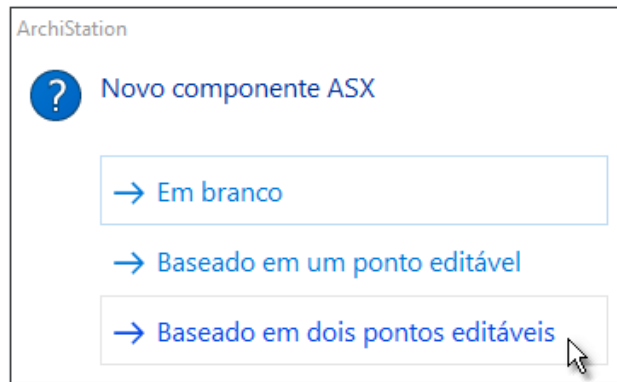 ArchiStation
?
Novo componente ASX
→ Em branco
→ Baseado em um ponto editável
→ Baseado em dois pontos editáveis